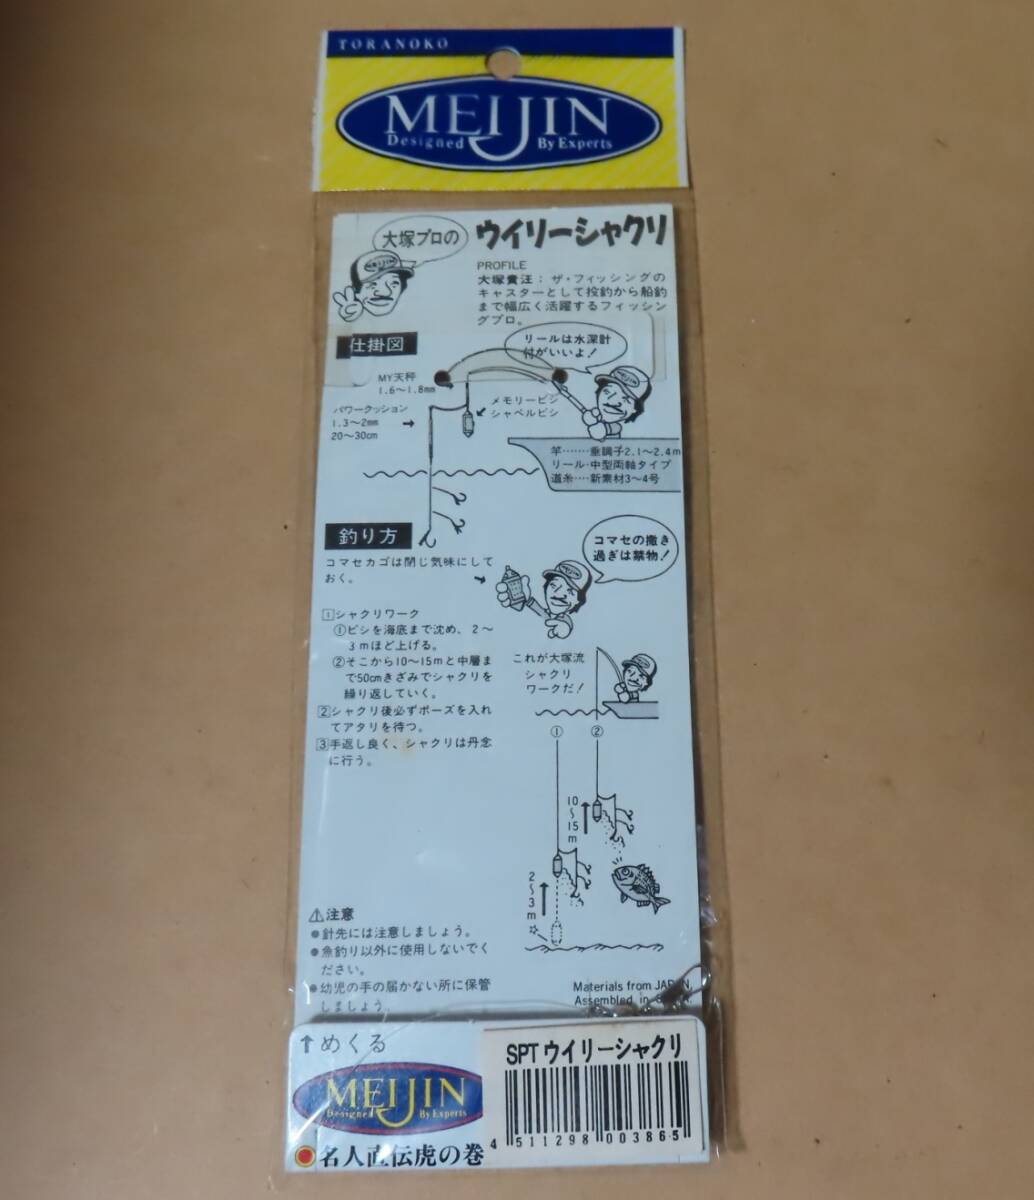 TORANOKO
MEIJIN
Designed By Experts
大塚プロの
ウイリーシャクリ
PROFILE
大塚貴汪：ザ・フィッシングの
キャスターとして投釣から船釣
まで幅広く活躍するフィッシン
グプロ。
仕掛図
リールは水深計
付がいいよ！
MY天秤
1.6〜1.8mm
パワークッション
1.3〜2mm
20〜30cm
メモリービシ
シャベルビシ
竿‥‥‥垂調子2.1〜2.4m
リール・中型両軸タイプ
道糸‥‥新素材3〜4号
釣り方
コマセの撒き
過ぎは禁物！
コマセカゴは閉じ気味にして
おく。
1シャクリワーク
①ビシを海底まで沈め、2〜
3mほど上げる。
②そこから10〜15mと中層ま
で50cmきざみでシャクリを
繰り返していく。
2シャクリ後必ずポーズを入れ
てアタリを待つ。
3手返し良く、シャクリは丹念
に行う。
これが大塚流
シャクリ
ワークだ！
① ②
10〜15m
2〜3m
⚠注意
●針先には注意しましょう。
●魚釣り以外に使用しないでく
ださい。
●幼児の手の届かない所に保管
しましょう。
Materials from JAPAN,
Assembled in
↑めくる
MEIJIN
Designed By Experts
名人直伝虎の巻
SPT ウイリーシャクリ
4 511298 003865